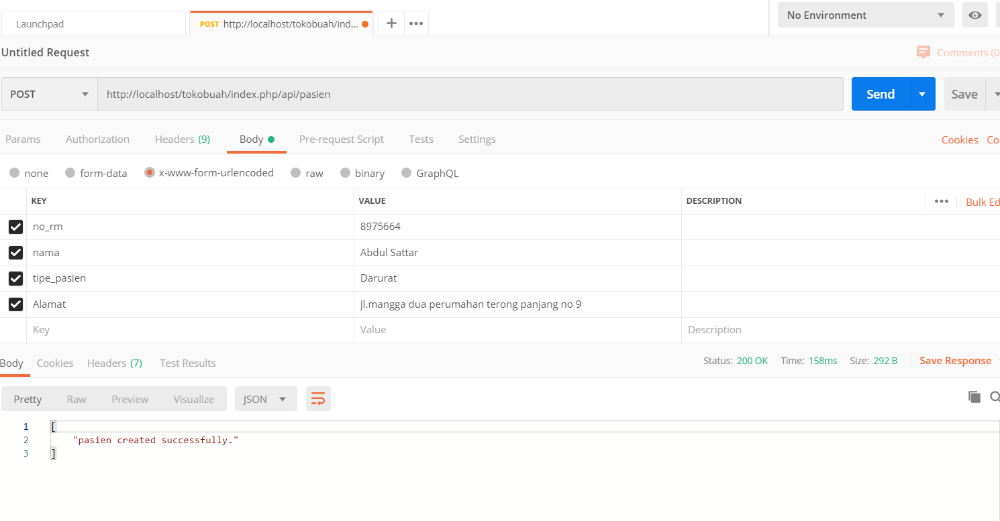 Launchpad
POST http://localhost/tokobuah/ind...
No Environment
Untitled Request
Comments (0
POST
http://localhost/tokobuah/index.php/api/pasien
Send
Save
Params Authorization Headers (9) Body Pre-request Script Tests Settings
Cookies Co
none form-data x-www-form-urlencoded raw binary GraphQL
KEY VALUE DESCRIPTION ••• Bulk Ed
no_rm 8975664
nama Abdul Sattar
tipe_pasien Darurat
Alamat jl.mangga dua perumahan terong panjang no 9
Key Value Description
Body Cookies Headers (7) Test Results
Status: 200 OK Time: 158ms Size: 292 B Save Response
Pretty Raw Preview Visualize JSON
1 [
2 "pasien created successfully."
3 ]